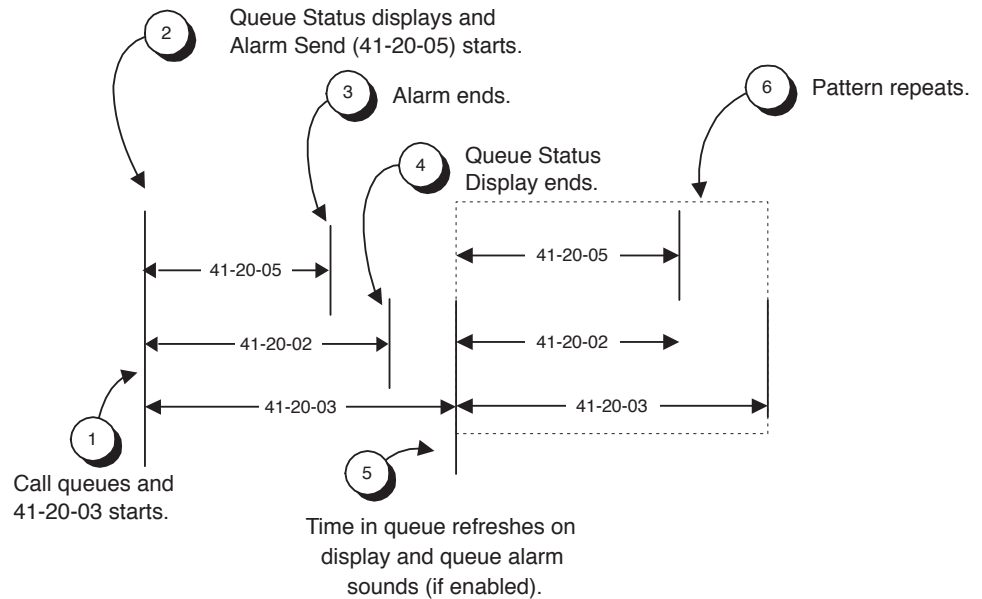 2
Queue Status displays and
Alarm Send (41-20-05) starts.
3
Alarm ends.
6
Pattern repeats.
4
Queue Status
Display ends.
41-20-05
41-20-05
41-20-02
41-20-02
41-20-03
41-20-03
1
Call queues and
41-20-03 starts.
5
Time in queue refreshes on
display and queue alarm
sounds (if enabled).